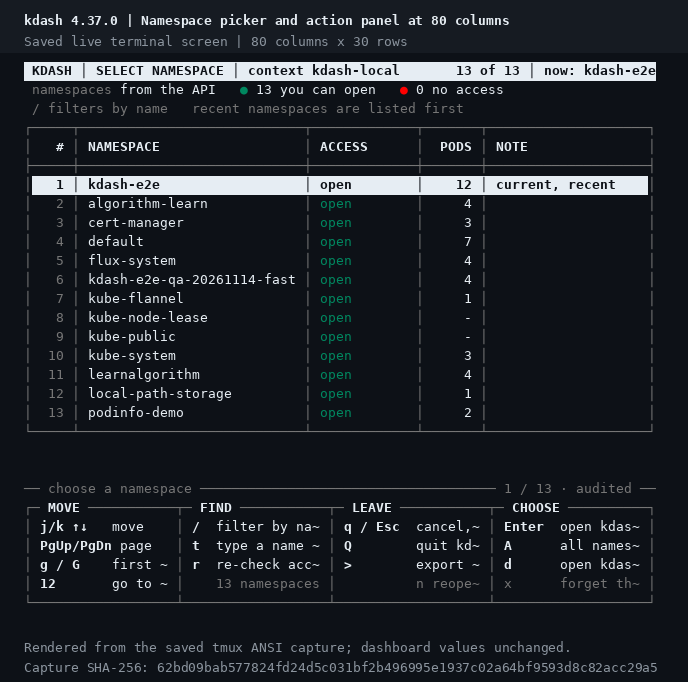 kdash 4.37.0 | Namespace picker and action panel at 80 columns
Saved live terminal screen | 80 columns x 30 rows
KDASH │ SELECT NAMESPACE │ context kdash-local 13 of 13 │ now: kdash-e2e
namespaces from the API ● 13 you can open ● 0 no access
/ filters by name recent namespaces are listed first
# │ NAMESPACE │ ACCESS │ PODS │ NOTE
1 │ kdash-e2e │ open │ 12 │ current, recent
2 │ algorithm-learn │ open │ 4 │
3 │ cert-manager │ open │ 3 │
4 │ default │ open │ 7 │
5 │ flux-system │ open │ 4 │
6 │ kdash-e2e-qa-20261114-fast │ open │ 4 │
7 │ kube-flannel │ open │ 1 │
8 │ kube-node-lease │ open │ - │
9 │ kube-public │ open │ - │
10 │ kube-system │ open │ 3 │
11 │ learnalgorithm │ open │ 4 │
12 │ local-path-storage │ open │ 1 │
13 │ podinfo-demo │ open │ 2 │
── choose a namespace ── 1 / 13 · audited ──
MOVE ── FIND ── LEAVE ── CHOOSE
j/k ↑↓ move │ / filter by na~ │ q / Esc cancel,~ │ Enter open kdas~
PgUp/PgDn page │ t type a name ~ │ Q quit kd~ │ A all names~
g / G first ~ │ r re-check acc~ │ > export ~ │ d open kdas~
12 go to ~ │ 13 namespaces │ n reope~ │ x forget th~
Rendered from the saved tmux ANSI capture; dashboard values unchanged.
Capture SHA-256: 62bd09bab577824fd24d5c031bf2b496995e1937c02a64bf9593d8c82acc29a5